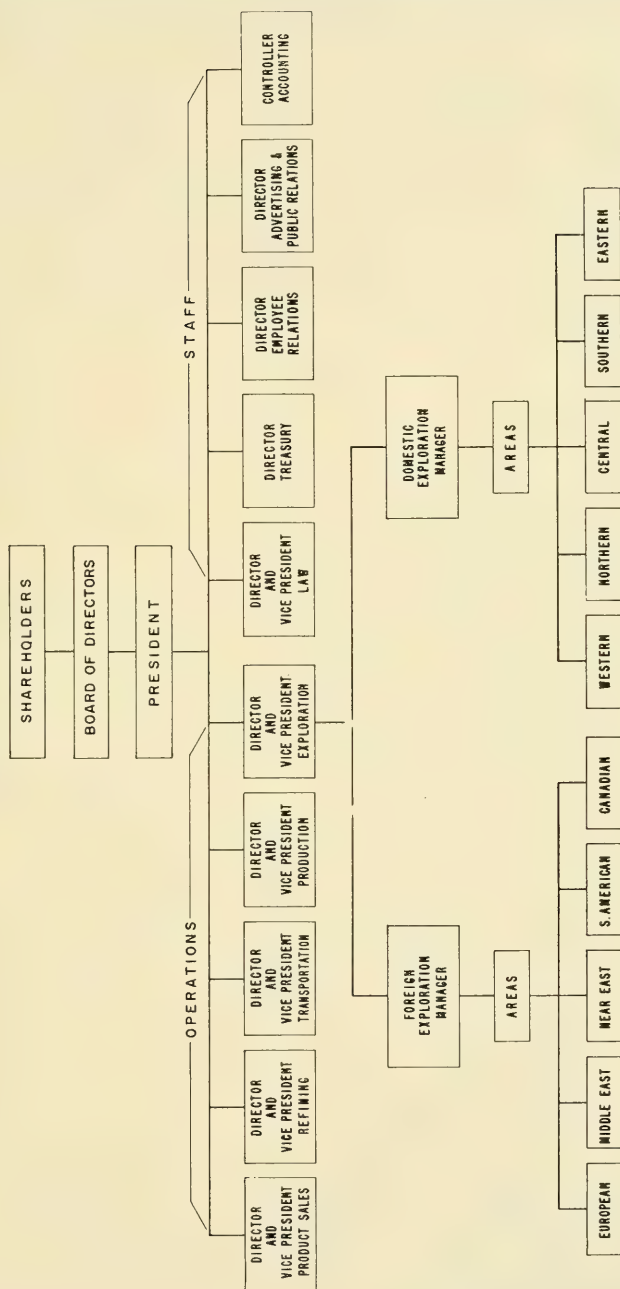 SHAREHOLDERS
BOARD OF DIRECTORS
PRESIDENT
OPERATIONS
STAFF
DIRECTOR
AND
VICE PRESIDENT
PRODUCT SALES
DIRECTOR
AND
VICE PRESIDENT
REFINING
DIRECTOR
AND
VICE PRESIDENT
TRANSPORTATION
DIRECTOR
AND
VICE PRESIDENT
PRODUCTION
DIRECTOR
AND
VICE PRESIDENT
EXPLORATION
DIRECTOR
AND
VICE PRESIDENT
LAW
DIRECTOR
TREASURY
DIRECTOR
EMPLOYEE
RELATIONS
DIRECTOR
ADVERTISING &
PUBLIC RELATIONS
CONTROLLER
ACCOUNTING
FOREIGN
EXPLORATION
MANAGER
DOMESTIC
EXPLORATION
MANAGER
AREAS
AREAS
EUROPEAN
MIDDLE EAST
NEAR EAST
S. AMERICAN
CANADIAN
WESTERN
NORTHERN
CENTRAL
SOUTHERN
EASTERN